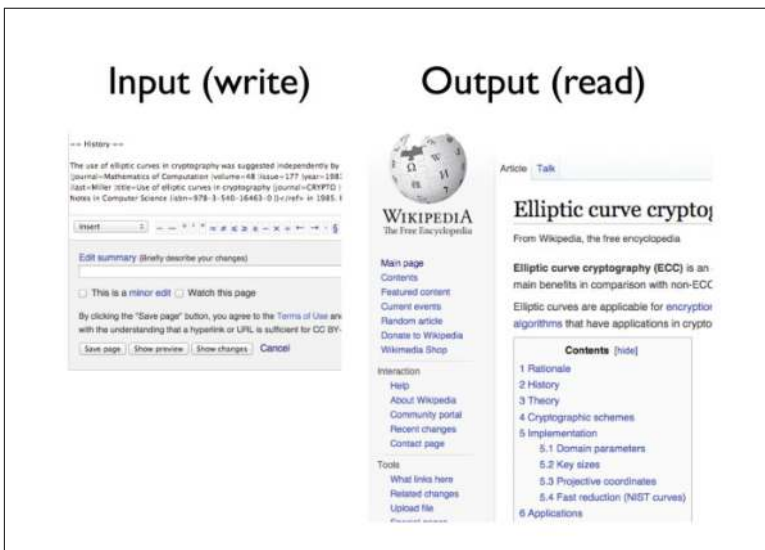 Input (write)
Output (read)
== History ==
The use of elliptic curves in cryptography was suggested independently by
|journal=Mathematics of Computation |volume=48 |issue=177 |year=1987
|last=Miller |title=Use of elliptic curves in cryptography |journal=CRYPTO
Notes in Computer Science |isbn=978-3-540-16463-0 }}</ref> in 1985.
Insert – — ° ′ ″ ≈ ≠ ≤ ≥ ± − × ÷ ← → · §
Edit summary (Briefly describe your changes)
This is a minor edit Watch this page
By clicking the "Save page" button, you agree to the Terms of Use and
with the understanding that a hyperlink or URL is sufficient for CC BY-
Save page Show preview Show changes Cancel
Ω W И
WIKIPEDIA
The Free Encyclopedia
Main page
Contents
Featured content
Current events
Random article
Donate to Wikipedia
Wikimedia Shop
Interaction
Help
About Wikipedia
Community portal
Recent changes
Contact page
Tools
What links here
Related changes
Upload file
Special pages
Article Talk
Elliptic curve cryptog
From Wikipedia, the free encyclopedia
Elliptic curve cryptography (ECC) is an
main benefits in comparison with non-ECC
Elliptic curves are applicable for encryption
algorithms that have applications in crypto
Contents [hide]
1 Rationale
2 History
3 Theory
4 Cryptographic schemes
5 Implementation
5.1 Domain parameters
5.2 Key sizes
5.3 Projective coordinates
5.4 Fast reduction (NIST curves)
6 Applications